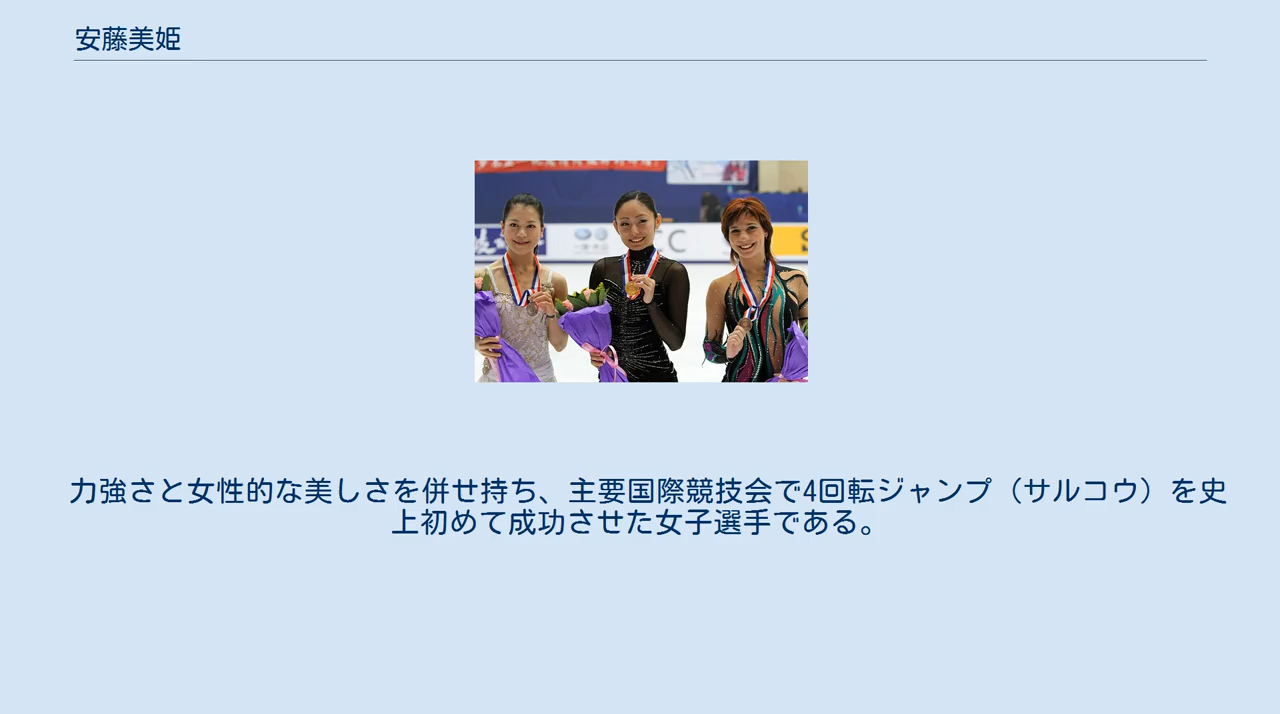 安藤美姫
力強さと女性的な美しさを併せ持ち、主要国際競技会で4回転ジャンプ（サルコウ）を史
上初めて成功させた女子選手である。